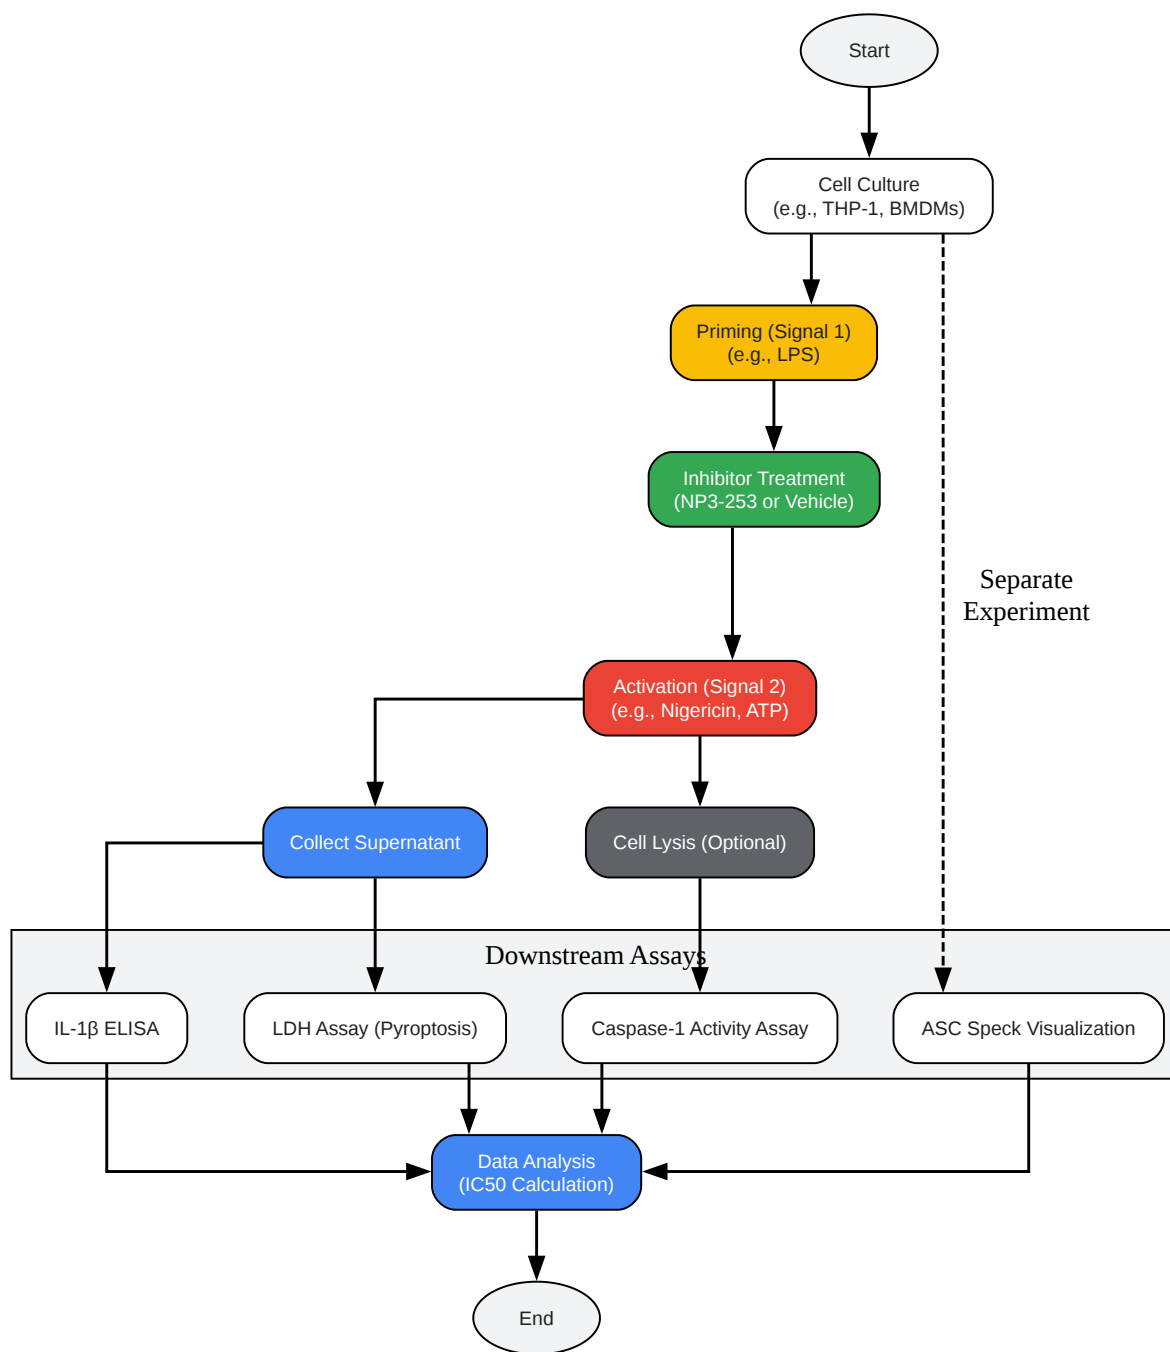 Start
Cell Culture
(e.g., THP-1, BMDMs)
Priming (Signal 1)
(e.g., LPS)
Inhibitor Treatment
(NP3-253 or Vehicle)
Separate
Experiment
Activation (Signal 2)
(e.g., Nigericin, ATP)
Collect Supernatant
Cell Lysis (Optional)
Downstream Assays
IL-1β ELISA
LDH Assay (Pyroptosis)
Caspase-1 Activity Assay
ASC Speck Visualization
Data Analysis
(IC50 Calculation)
End